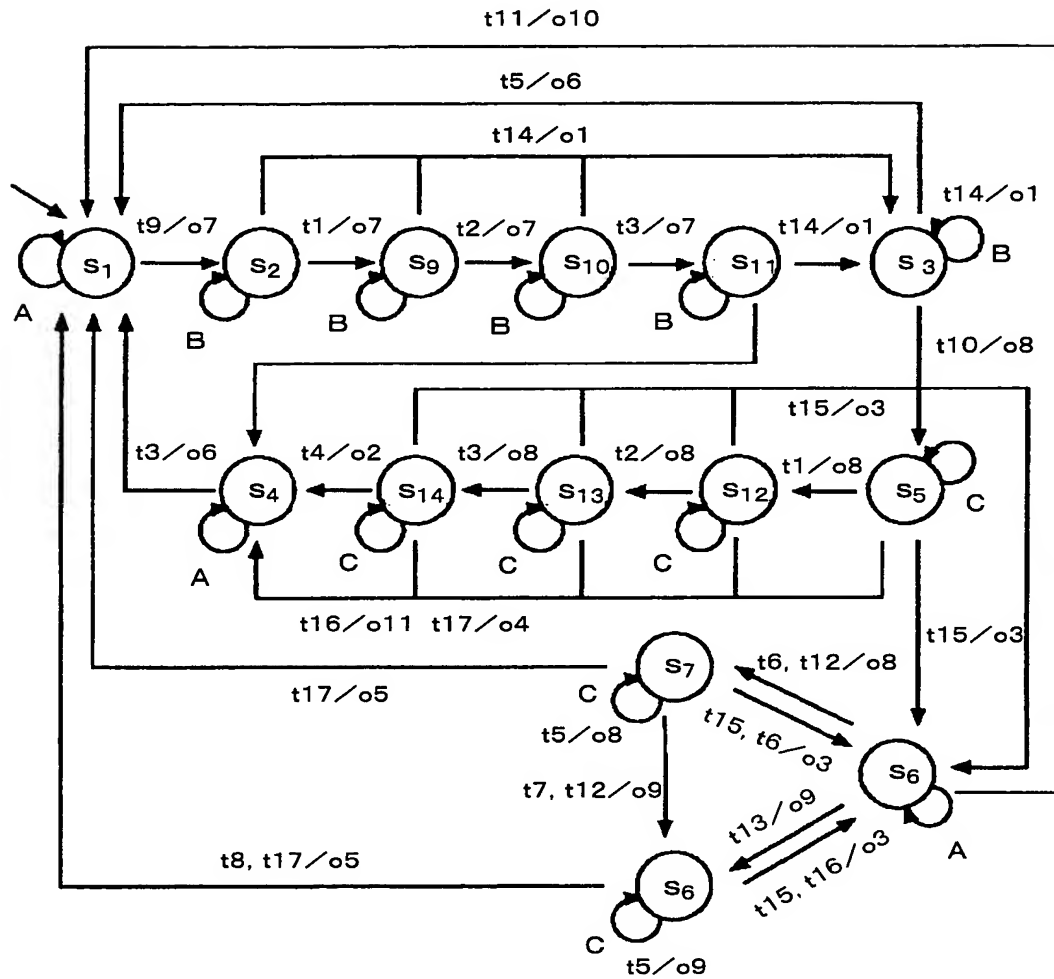 t11/o10
t5/o6
t14/o1
t14/o1
t9/o7 t1/o7 t2/o7 t3/o7 t14/o1
B
S1 S2 S9 S10 S11 S3
A B B B B
t10/o8
t15/o3
t3/o6 t4/o2 t3/o8 t2/o8 t1/o8
S4 S14 S13 S12 S5
C
A C C C
t16/o11 t17/o4
t15/o3
S7 t6, t12/o8
C
t17/o5
t5/o8 t15, t6/o3
S6
t7, t12/o9
t13/o9
A
t8, t17/o5
S6 t15, t16/o3
C
t5/o9